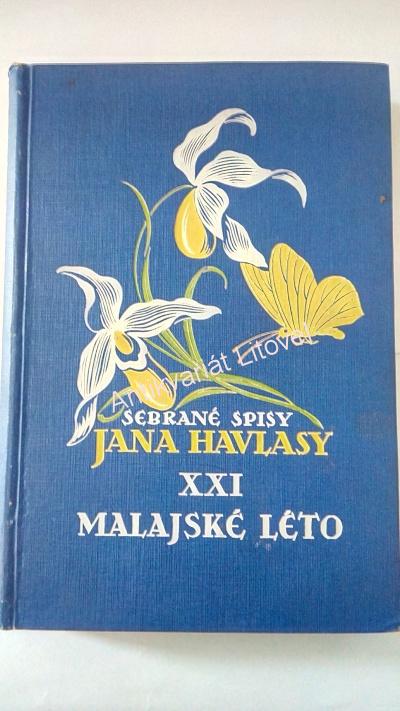 Antikvariát Litovel
SEBRANÉ SPISY
JANA HAVLASY
XXI
MALAJSKÉ LÉTO